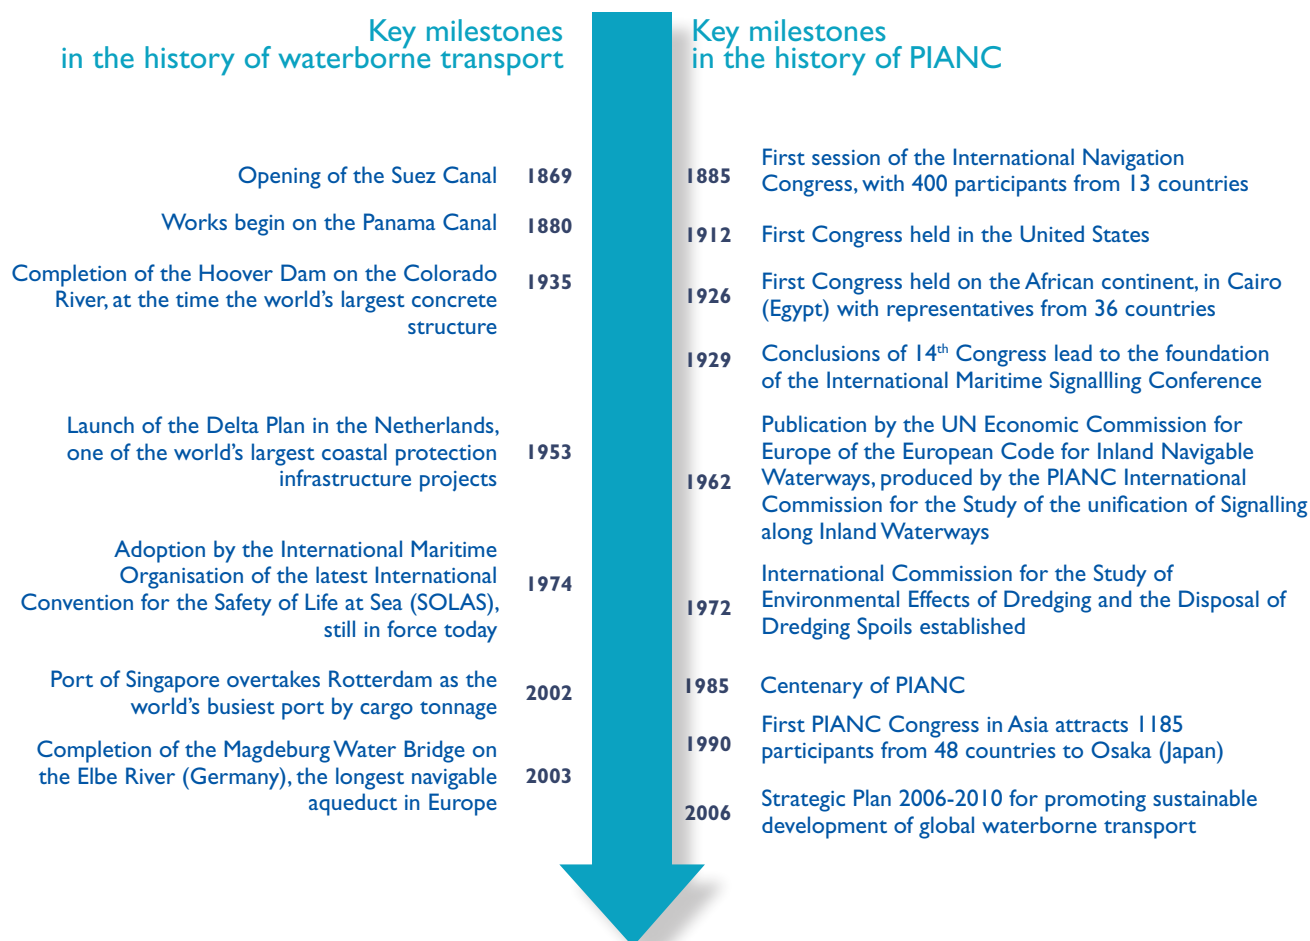 Key milestones
in the history of waterborne transport
Opening of the Suez Canal 1869
Works begin on the Panama Canal 1880
Completion of the Hoover Dam on the Colorado 1935
River, at the time the world's largest concrete
structure
Launch of the Delta Plan in the Netherlands,
one of the world's largest coastal protection 1953
infrastructure projects
Adoption by the International Maritime
Organisation of the latest International 1974
Convention for the Safety of Life at Sea (SOLAS),
still in force today
Port of Singapore overtakes Rotterdam as the 2002
world's busiest port by cargo tonnage
Completion of the Magdeburg Water Bridge on
the Elbe River (Germany), the longest navigable 2003
aqueduct in Europe
Key milestones
in the history of PIANC
1885 First session of the International Navigation
Congress, with 400 participants from 13 countries
1912 First Congress held in the United States
1926 First Congress held on the African continent, in Cairo
(Egypt) with representatives from 36 countries
1929 Conclusions of 14th Congress lead to the foundation
of the International Maritime Signallling Conference
Publication by the UN Economic Commission for
Europe of the European Code for Inland Navigable
1962 Waterways, produced by the PIANC International
Commission for the Study of the unification of Signalling
along Inland Waterways
International Commission for the Study of
1972 Environmental Effects of Dredging and the Disposal of
Dredging Spoils established
1985 Centenary of PIANC
1990 First PIANC Congress in Asia attracts 1185
participants from 48 countries to Osaka (Japan)
2006 Strategic Plan 2006-2010 for promoting sustainable
development of global waterborne transport